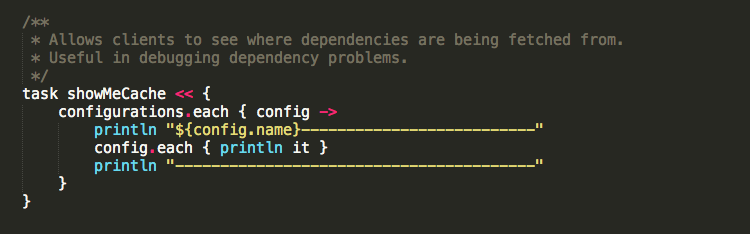 /**
 * Allows clients to see where dependencies are being fetched from.
 * Useful in debugging dependency problems.
 */
task showMeCache << {
    configurations.each { config ->
        println "${config.name}--------------------------"
        config.each { println it }
        println "----------------------------------------"
    }
}